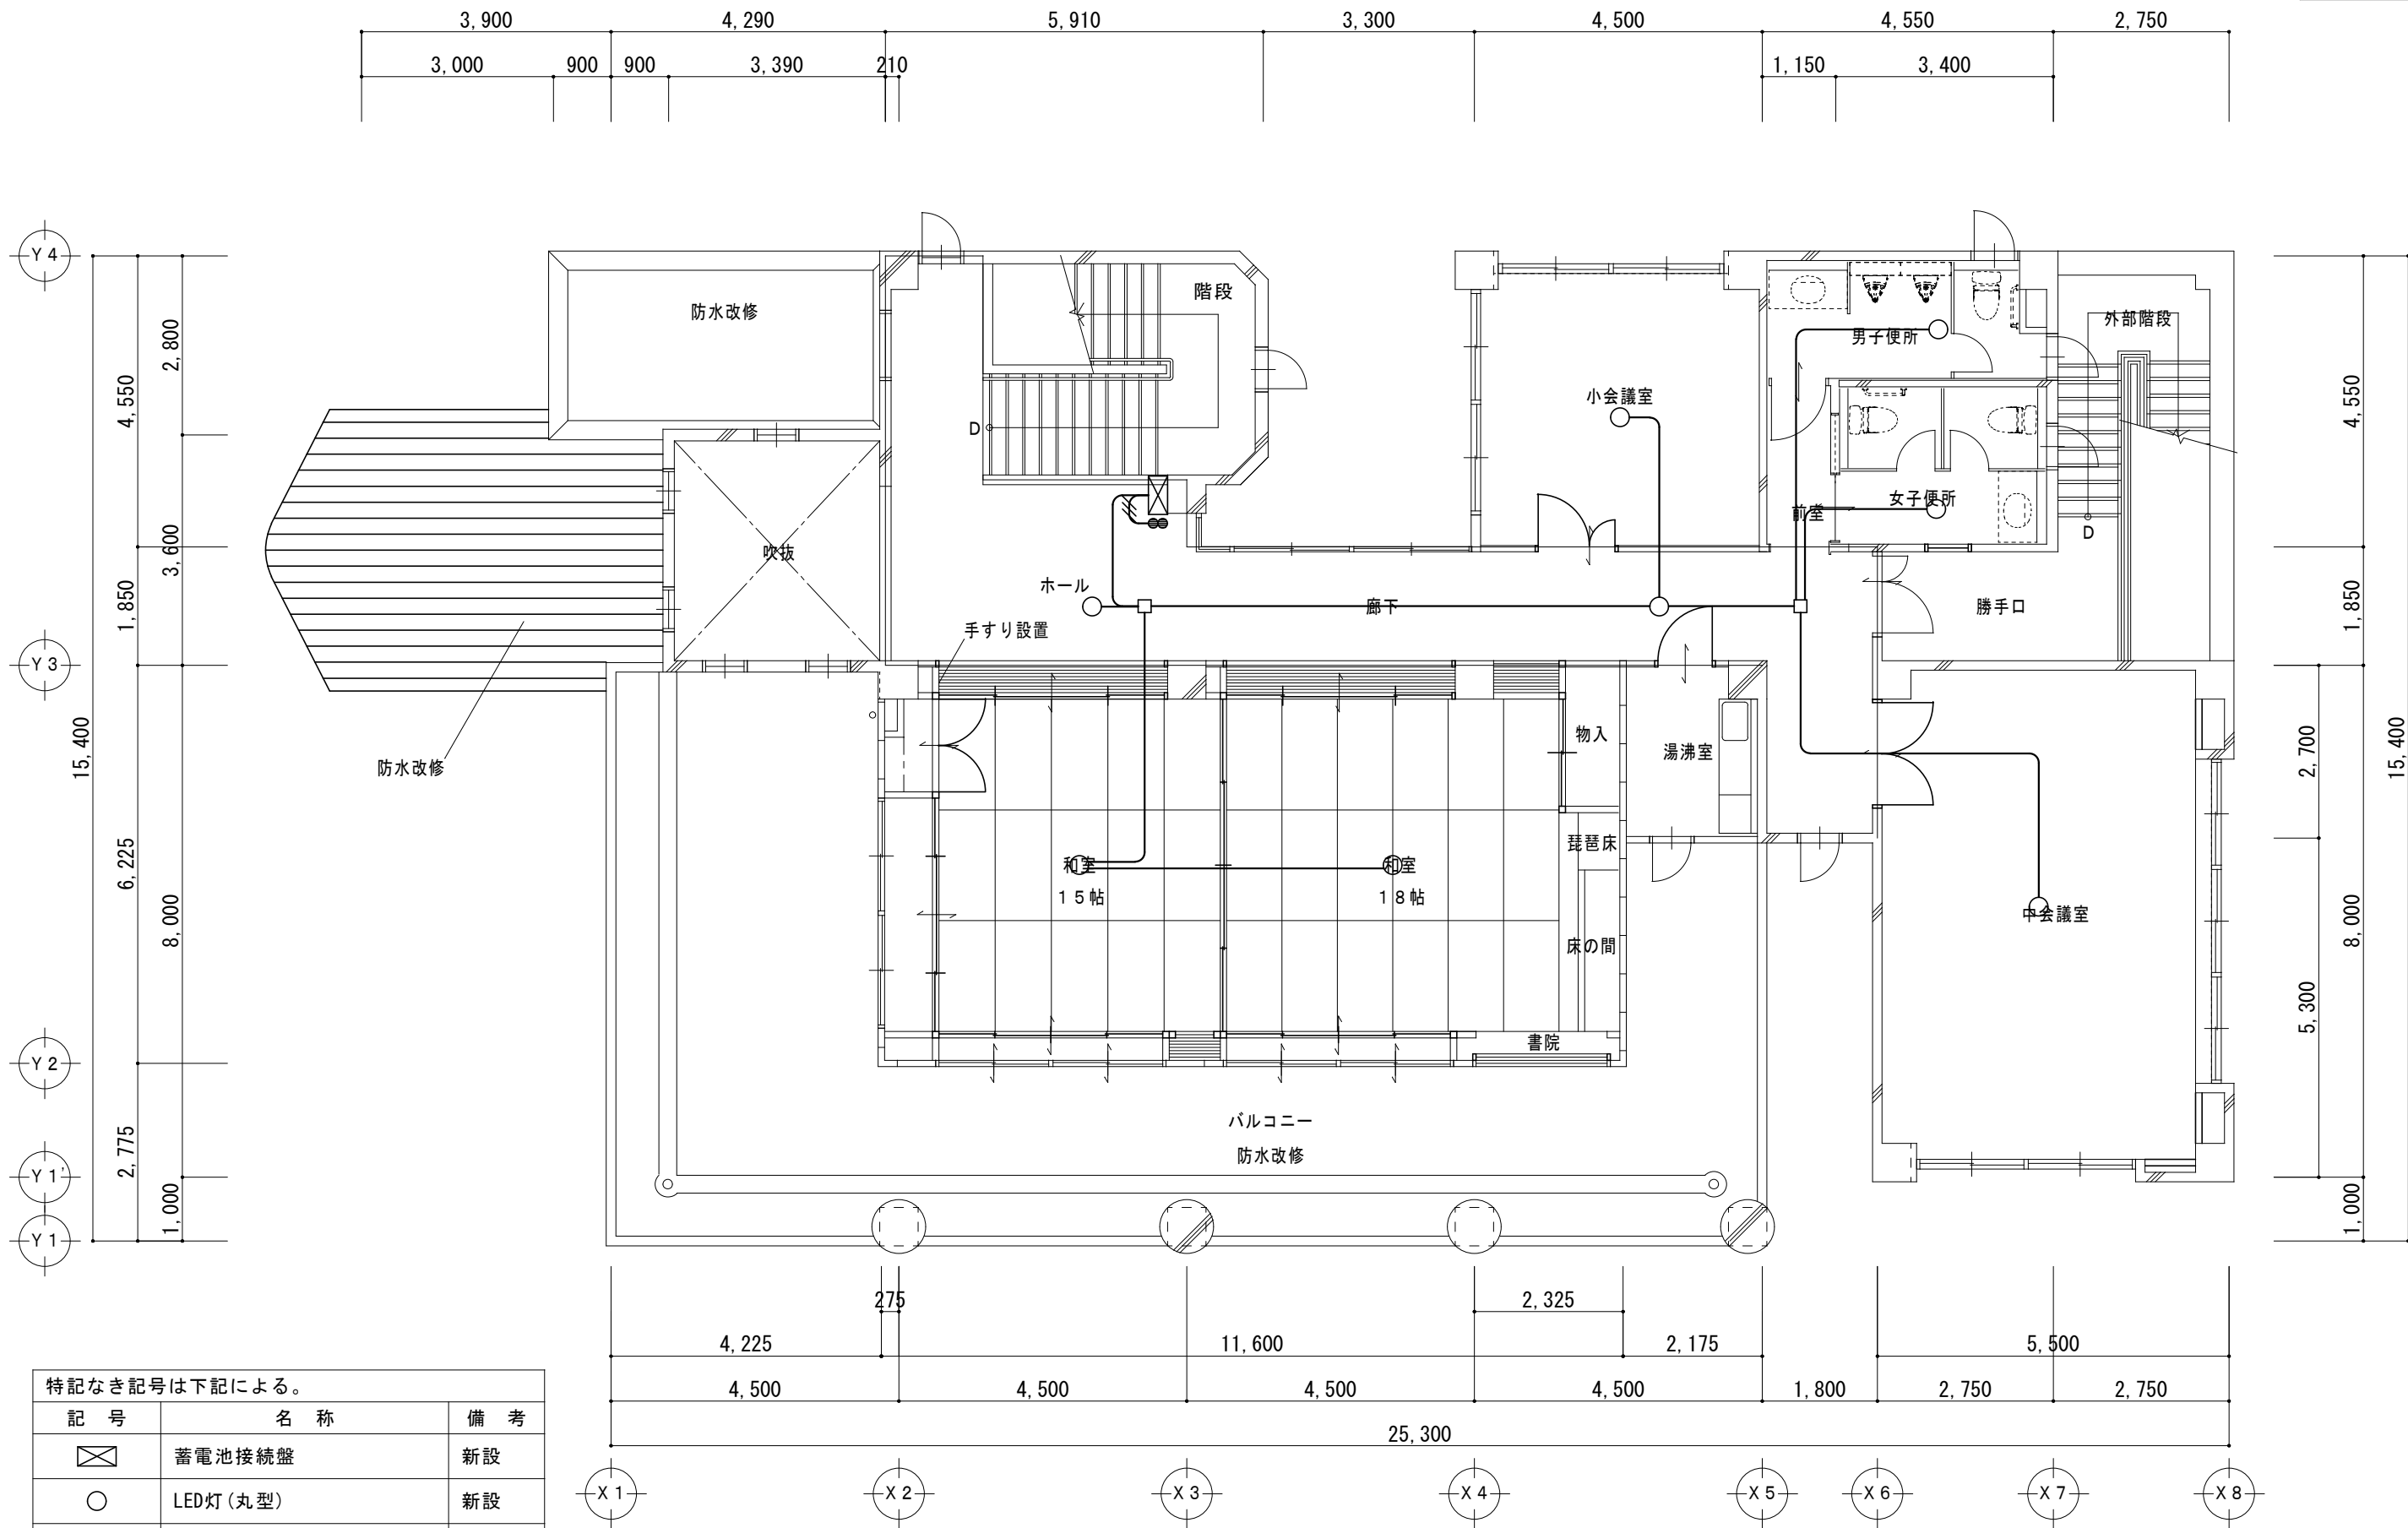 3,900 4,290 5,910 3,300 4,500 4,550 2,750
3,000 900 900 3,390 210 1,150 3,400
Y4
防水改修
階段
外部階段
男子便所
小会議室
D
女子便所
前室
D
吹抜
ホール
廊下
勝手口
手すり設置
Y3
防水改修
物入
湯沸室
琵琶床
和室
15帖
和室
18帖
中会議室
床の間
書院
Y2
バルコニー
防水改修
Y1'
Y1
15,400
4,550
1,850
6,225
2,775
2,800
3,600
8,000
1,000
4,550
1,850
8,000
1,000
2,700
5,300
15,400
275 2,325
4,225 11,600 2,175 5,500
4,500 4,500 4,500 4,500 1,800 2,750 2,750
25,300
X1 X2 X3 X4 X5 X6 X7 X8
特記なき記号は下記による。
記号 名称 備考
蓄電池接続盤 新設
LED灯(丸型) 新設